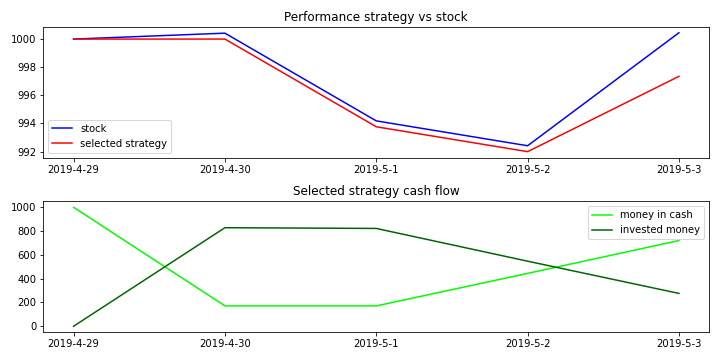 Performance strategy vs stock
1000
998
996
994
992
stock
selected strategy
2019-4-29 2019-4-30 2019-5-1 2019-5-2 2019-5-3
Selected strategy cash flow
1000
800
600
400
200
0
money in cash
invested money
2019-4-29 2019-4-30 2019-5-1 2019-5-2 2019-5-3